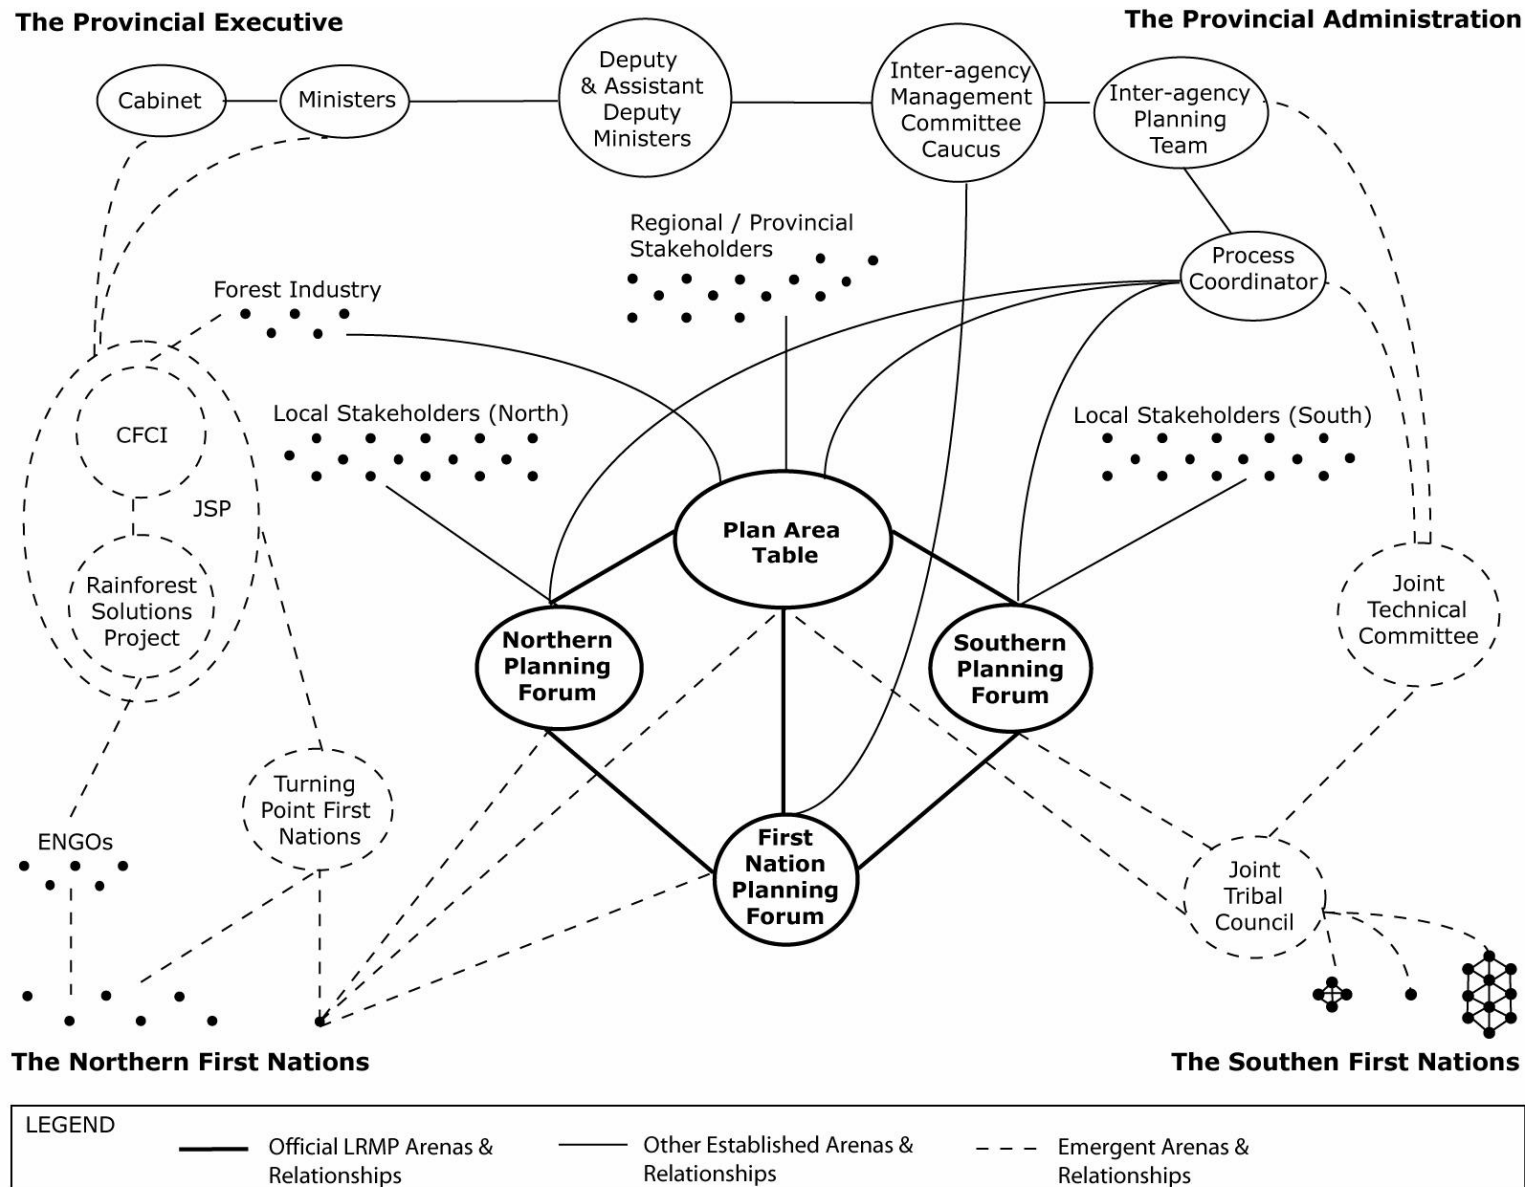 The Provincial Executive
The Provincial Administration
Cabinet
Ministers
Deputy
& Assistant
Deputy
Ministers
Inter-agency
Management
Committee
Caucus
Inter-agency
Planning
Team
Regional / Provincial
Stakeholders
Process
Coordinator
Forest Industry
CFCI
JSP
Local Stakeholders (North)
Local Stakeholders (South)
Plan Area
Table
Rainforest
Solutions
Project
Northern
Planning
Forum
Southern
Planning
Forum
Joint
Technical
Committee
Turning
Point First
Nations
ENGOs
First
Nation
Planning
Forum
Joint
Tribal
Council
The Northern First Nations
The Southen First Nations
LEGEND
Official LRMP Arenas &
Relationships
Other Established Arenas &
Relationships
Emergent Arenas &
Relationships